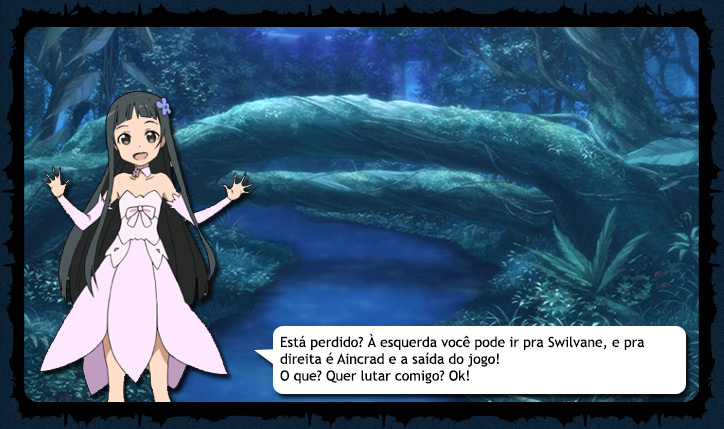 Está perdido? À esquerda você pode ir pra Swilvane, e pra
direita é Aincrad e a saída do jogo!
O que? Quer lutar comigo? Ok!